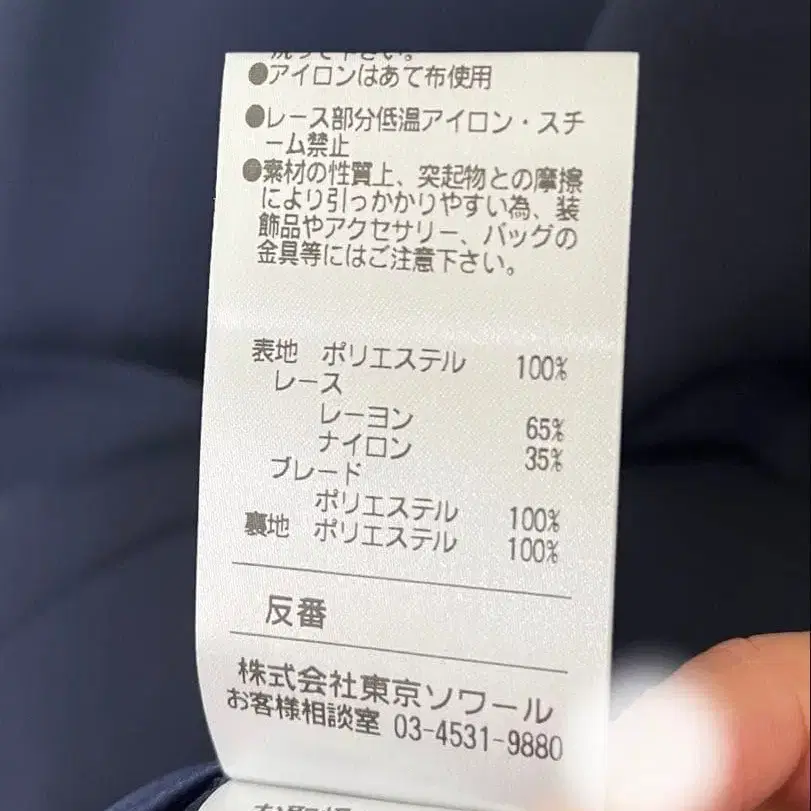 洗って下さい。
●アイロンはあて布使用
●レース部分低温アイロン・スチ
ーム禁止
●素材の性質上、突起物との摩擦
により引っかかりやすい為、装
飾品やアクセサリー、バッグの
金具等にはご注意下さい。
表地 ポリエステル 100%
レース
レーヨン 65%
ナイロン 35%
ブレード
ポリエステル 100%
裏地 ポリエステル 100%
反番
株式会社東京ソワール
お客様相談室 03-4531-9880